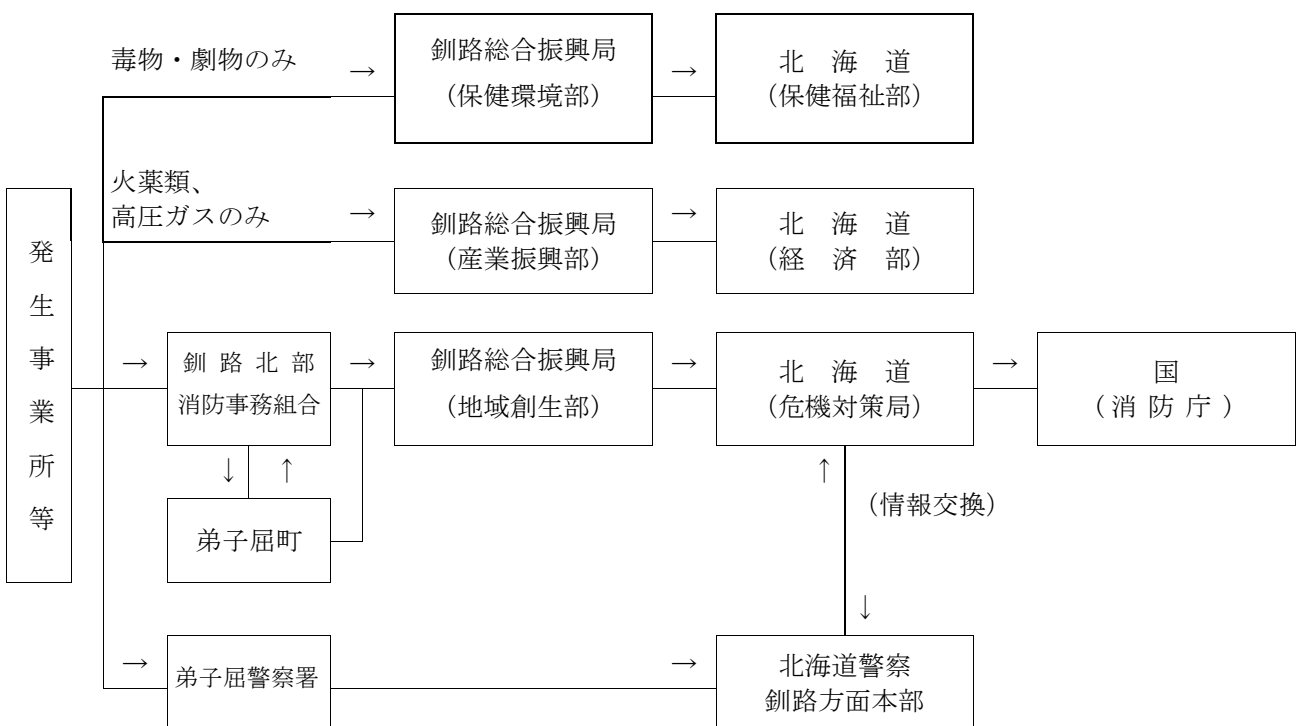 毒物・劇物のみ
→
釧路総合振興局
(保健環境部)
→
北 海 道
(保健福祉部)
火薬類、
高圧ガスのみ
→
釧路総合振興局
(産業振興部)
→
北 海 道
(経 済 部)
発生事業所等
→
釧 路 北 部
消防事務組合
→
釧路総合振興局
(地域創生部)
→
北 海 道
(危機対策局)
→
国
(消 防 庁)
↓ ↑
弟子屈町
↑
(情報交換)
↓
→
弟子屈警察署
→
北海道警察
釧路方面本部